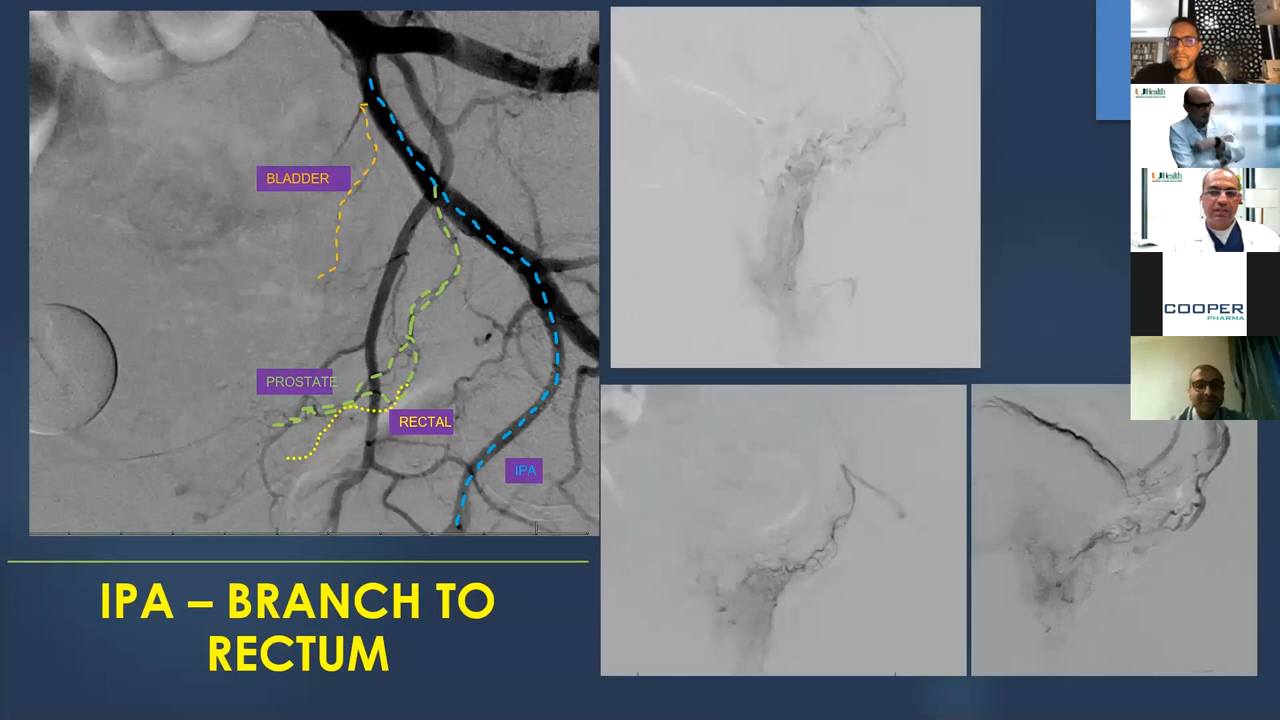 BLADDER
PROSTATE
RECTAL
IPA
IPA – BRANCH TO
RECTUM
UHealth
UHealth
COOPER
PHARMA